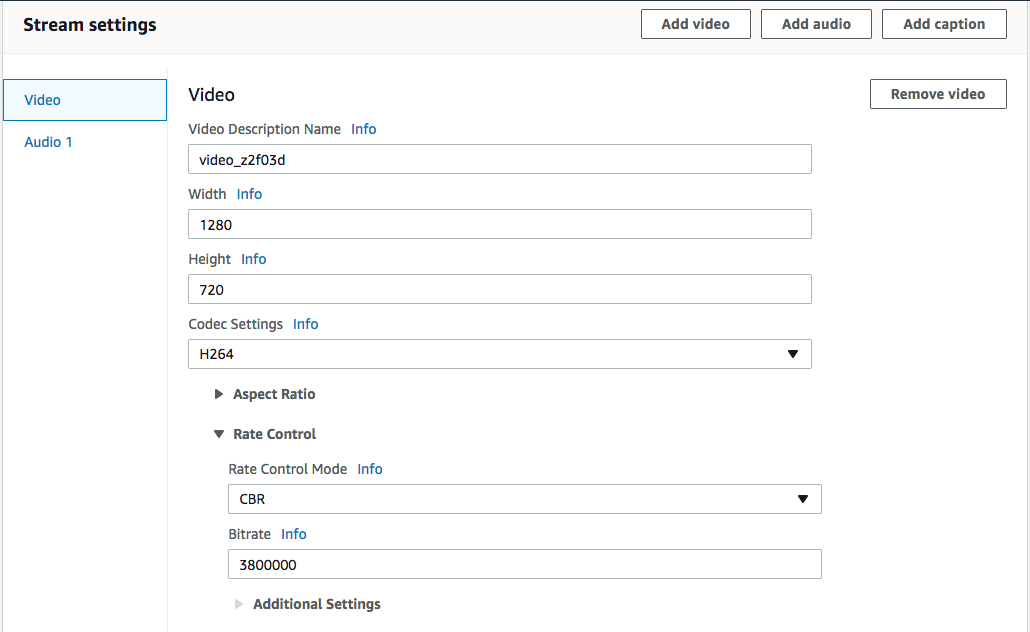 Stream settings
Add video
Add audio
Add caption
Video
Audio 1
Video
Remove video
Video Description Name Info
video_z2f03d
Width Info
1280
Height Info
720
Codec Settings Info
H264
Aspect Ratio
Rate Control
Rate Control Mode Info
CBR
Bitrate Info
3800000
Additional Settings